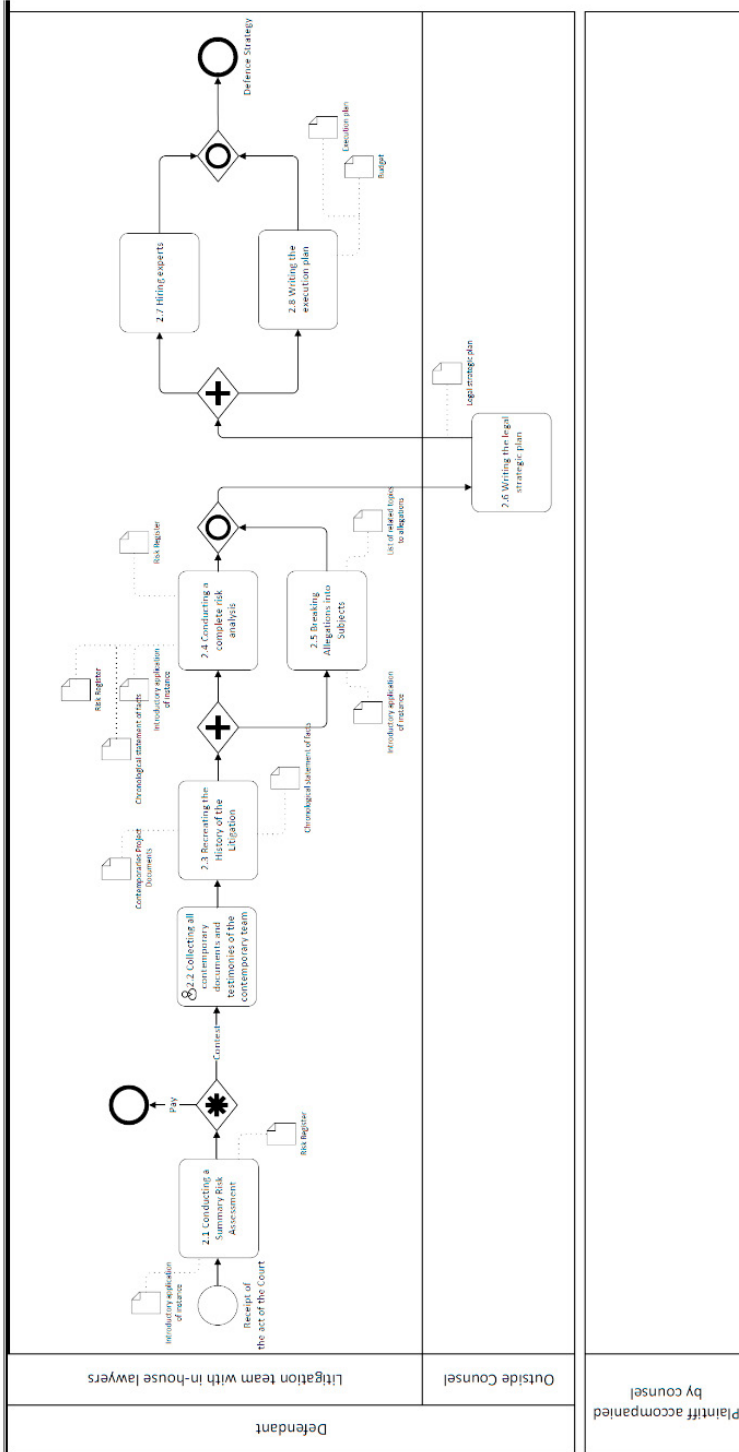 Defendant
Litigation team with in-house lawyers
Outside Counsel
Plaintiff accompanied
by counsel
Receipt of
the act of the Court
Introductory application
of instance
2.1 Conducting a
Summary Risk
Assessment
Risk Register
Pay
Contest
2.2 Collecting all
contemporary
documents and
testimonies of the
contemporary team
Contemporaries Project
Documents
2.3 Recreating the
History of the
Litigation
Chronological statement of facts
Risk Register
Chronological statement of facts
Introductory application
of instance
2.4 Conducting a
complete risk
analysis
Risk Register
Introductory application
of instance
2.5 Breaking
Allegations into
Subjects
List of related topics
to allegations
2.6 Writing the legal
strategic plan
Legal strategic plan
2.7 Hiring experts
2.8 Writing the
execution plan
Budget
Execution plan
Defence Strategy